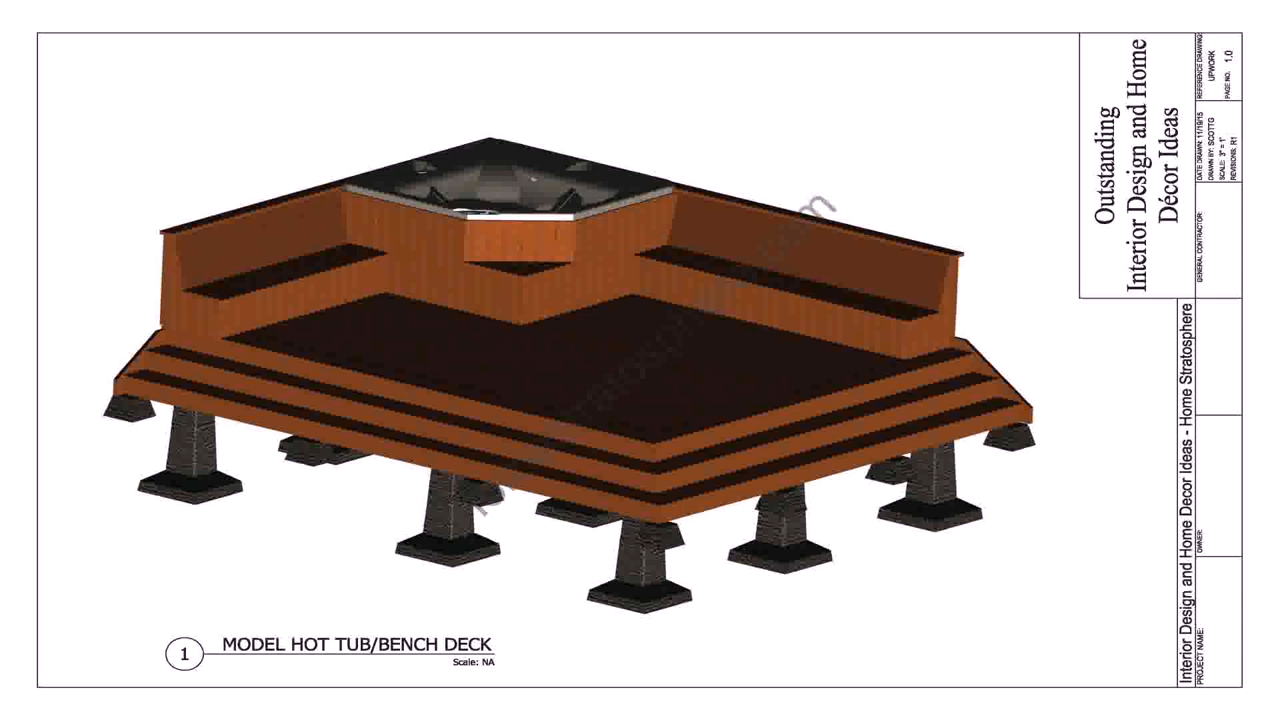 Outstanding
Interior Design and Home
Décor Ideas
REFERENCE DRAWING:
UPWORK
PAGE NO. 1.0
DATE DRAWN: 11/19/15
DRAWN BY: SCOTTG
SCALE: 3" = 1'
REVISIONS: R1
GENERAL CONTRACTOR:
Interior Design and Home Decor Ideas - Home Stratosphere
OWNER:
PROJECT NAME:
1
MODEL HOT TUB/BENCH DECK
Scale: NA